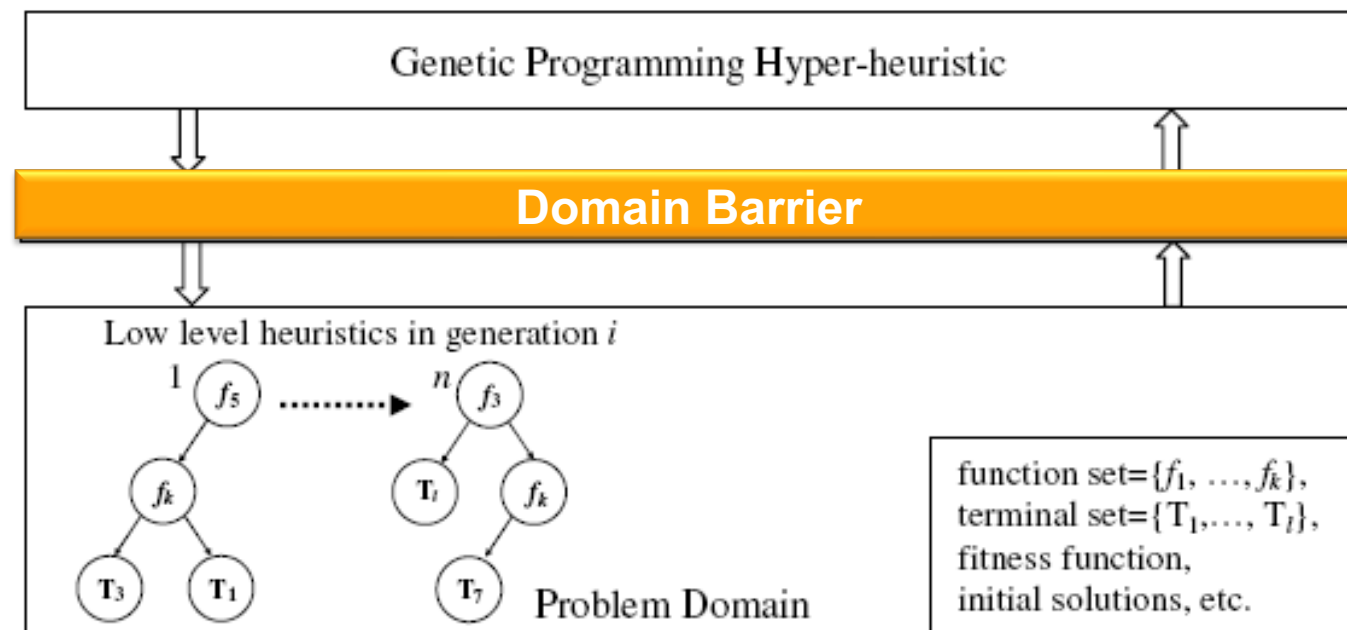 Genetic Programming Hyper-heuristic
Domain Barrier
Low level heuristics in generation i
1 f₅ n f₃
fₖ Tₗ fₖ
T₃ T₁ T₇
Problem Domain
function set={f₁, ..., fₖ},
terminal set={T₁,..., Tₗ},
fitness function,
initial solutions, etc.